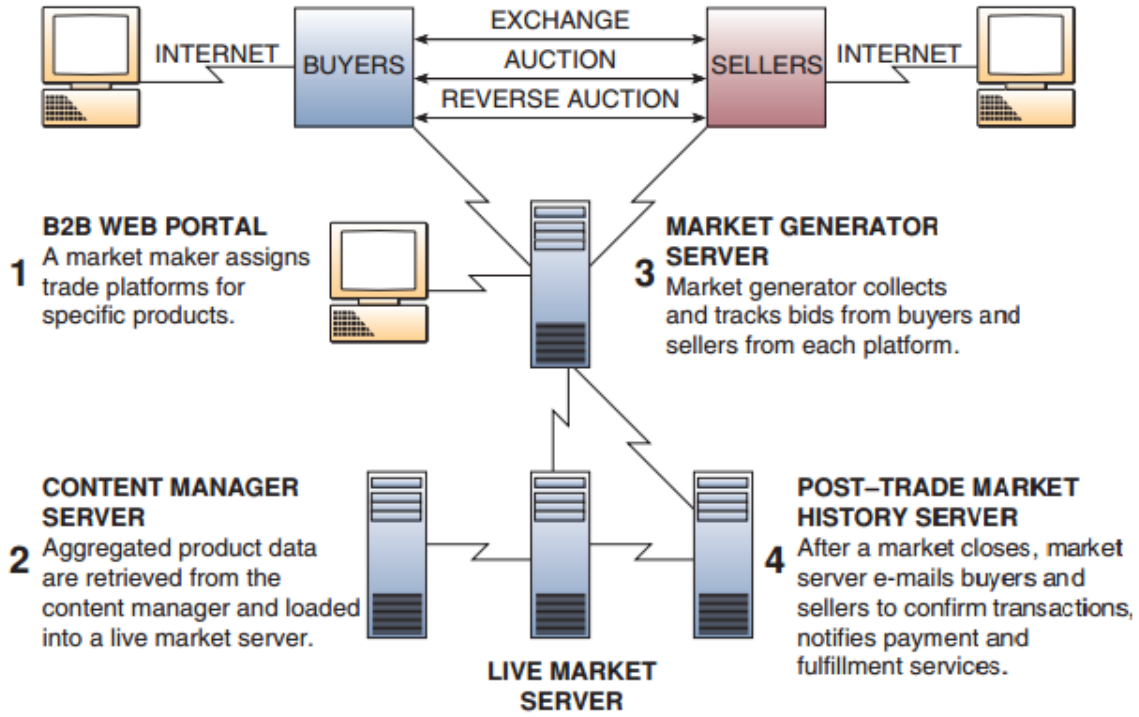 EXCHANGE
INTERNET
BUYERS
AUCTION
SELLERS
INTERNET
REVERSE AUCTION
B2B WEB PORTAL
1 A market maker assigns
trade platforms for
specific products.
MARKET GENERATOR
SERVER
3 Market generator collects
and tracks bids from buyers and
sellers from each platform.
CONTENT MANAGER
SERVER
2 Aggregated product data
are retrieved from the
content manager and loaded
into a live market server.
LIVE MARKET
SERVER
POST–TRADE MARKET
HISTORY SERVER
4 After a market closes, market
server e-mails buyers and
sellers to confirm transactions,
notifies payment and
fulfillment services.